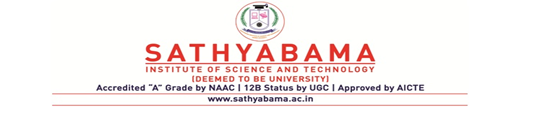 SATHYABAMA
INSTITUTE OF SCIENCE AND TECHNOLOGY
(DEEMED TO BE UNIVERSITY)
Accredited "A" Grade by NAAC | 12B Status by UGC | Approved by AICTE
www.sathyabama.ac.in